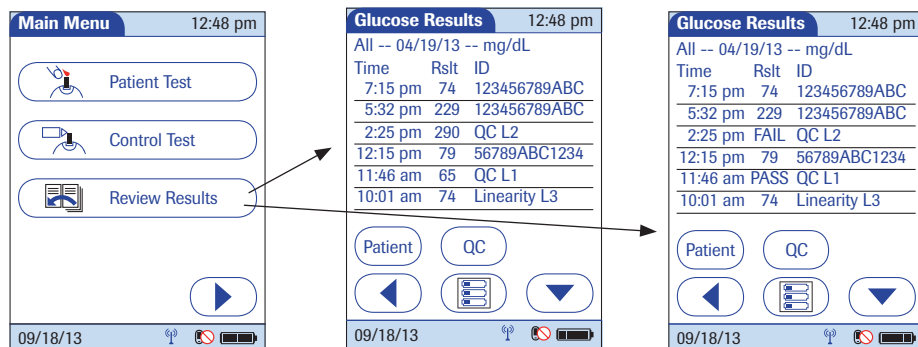 Main Menu 12:48 pm
Patient Test
Control Test
Review Results
09/18/13
Glucose Results 12:48 pm
All -- 04/19/13 -- mg/dL
Time Rslt ID
7:15 pm 74 123456789ABC
5:32 pm 229 123456789ABC
2:25 pm 290 QC L2
12:15 pm 79 56789ABC1234
11:46 am 65 QC L1
10:01 am 74 Linearity L3
Patient QC
09/18/13
Glucose Results 12:48 pm
All -- 04/19/13 -- mg/dL
Time Rslt ID
7:15 pm 74 123456789ABC
5:32 pm 229 123456789ABC
2:25 pm FAIL QC L2
12:15 pm 79 56789ABC1234
11:46 am PASS QC L1
10:01 am 74 Linearity L3
Patient QC
09/18/13